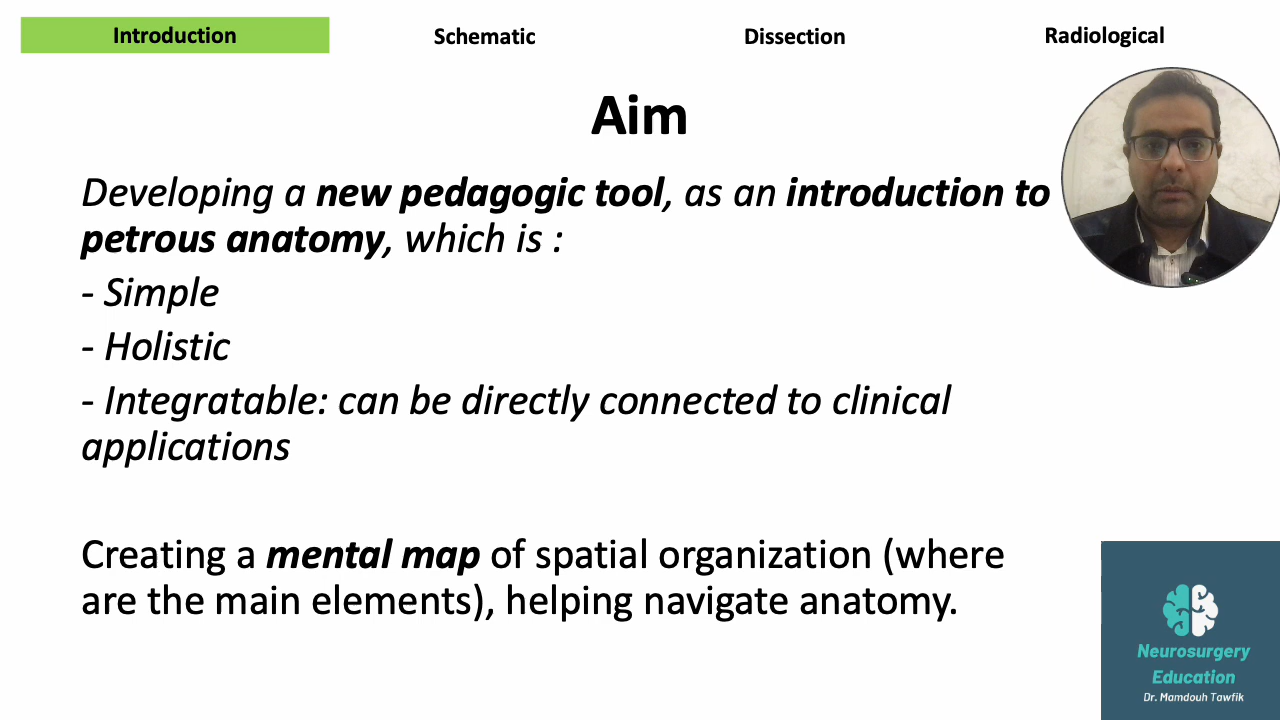 Introduction
Schematic
Dissection
Radiological
Aim
Developing a new pedagogic tool, as an introduction to
petrous anatomy, which is :
- Simple
- Holistic
- Integratable: can be directly connected to clinical
applications
Creating a mental map of spatial organization (where
are the main elements), helping navigate anatomy.
Neurosurgery
Education
Dr. Mamdouh Tawfik